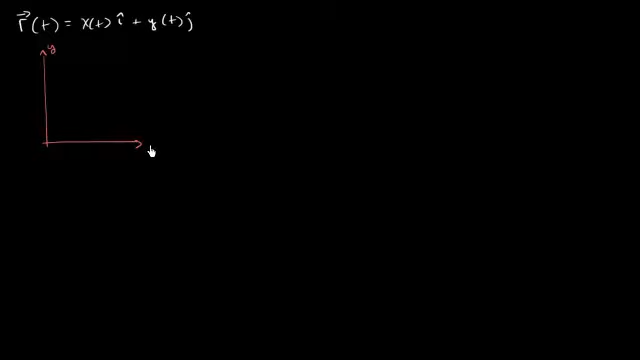 r⃗(t) = x(t) î + y(t) ĵ
y